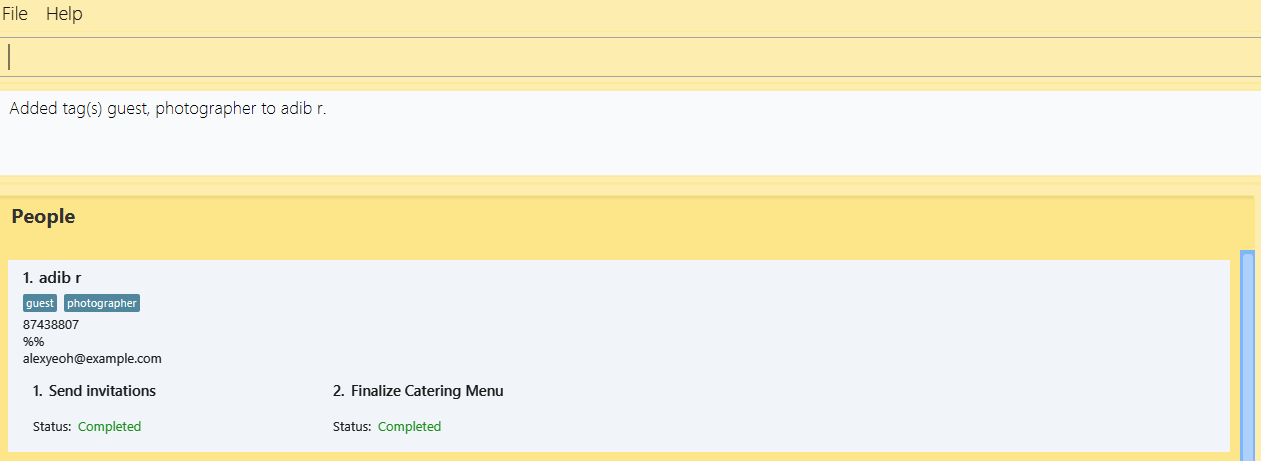 File Help
Added tag(s) guest, photographer to adib r.
People
1. adib r
guest photographer
87438807
%%
alexyeoh@example.com
1. Send invitations 2. Finalize Catering Menu
Status: Completed Status: Completed